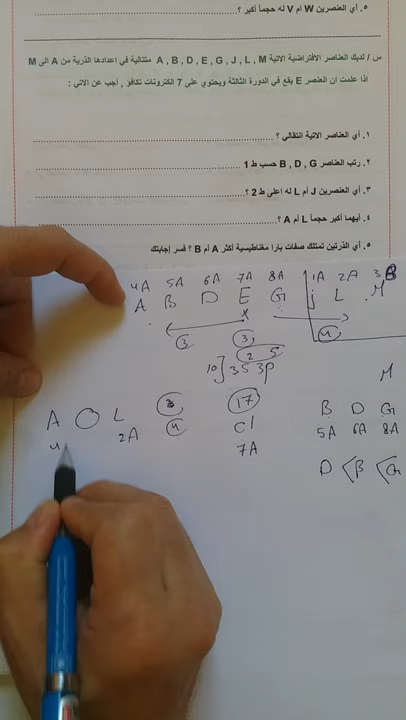 ٥. أي العنصرين W أم V له حجماً أكبر ؟
س / لديك العناصر الافتراضية الاتية A , B , D , E , G , J , L , M متتالية في اعدادها الذرية من A الى M
اذا علمت ان العنصر E يقع في الدورة الثالثة ويحتوي على 7 الكترونات تكافؤ , أجب عن الاتي :
١. أي العناصر الاتية انتقالي ؟
٢. رتب العناصر B , D , G حسب ط 1
٣. أي العنصرين J أم L له اعلى ط 2 ؟
٤. أيهما أكبر حجماً L أم A ؟
٥. أي الذرتين تمتلك صفات بارا مغناطيسية أكثر A أم B ؟ فسر إجابتك
4A 5A 6A 7A 8A 1A 2A 3B
A B D E G j L M
3 3 4
10] 3s 3p
M
A L 3 17 B D G
2A 4 Cl 5A 6A 8A
7A
D < B < G